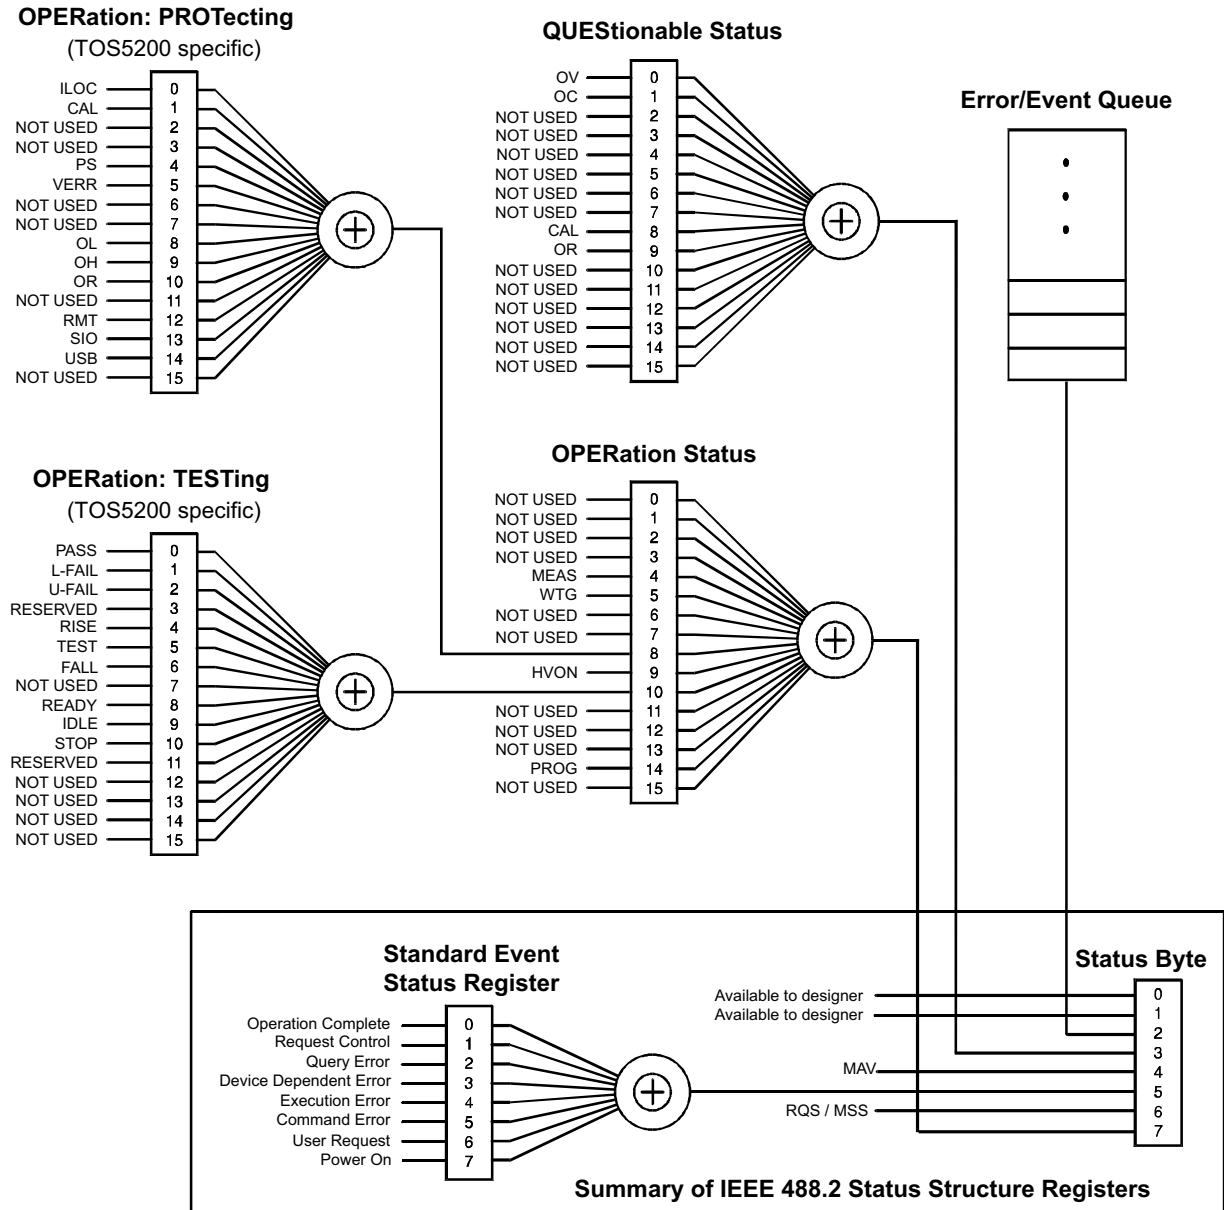 OPERation: PROTecting
(TOS5200 specific)
ILOC 0
CAL 1
NOT USED 2
NOT USED 3
PS 4
VERR 5
NOT USED 6
NOT USED 7
OL 8
OH 9
OR 10
NOT USED 11
RMT 12
SIO 13
USB 14
NOT USED 15
QUEStionable Status
OV 0
OC 1
NOT USED 2
NOT USED 3
NOT USED 4
NOT USED 5
NOT USED 6
NOT USED 7
CAL 8
OR 9
NOT USED 10
NOT USED 11
NOT USED 12
NOT USED 13
NOT USED 14
NOT USED 15
Error/Event Queue
OPERation: TESTing
(TOS5200 specific)
PASS 0
L-FAIL 1
U-FAIL 2
RESERVED 3
RISE 4
TEST 5
FALL 6
NOT USED 7
READY 8
IDLE 9
STOP 10
RESERVED 11
NOT USED 12
NOT USED 13
NOT USED 14
NOT USED 15
OPERation Status
NOT USED 0
NOT USED 1
NOT USED 2
NOT USED 3
MEAS 4
WTG 5
NOT USED 6
NOT USED 7
8
HVON 9
10
NOT USED 11
NOT USED 12
NOT USED 13
PROG 14
NOT USED 15
Standard Event
Status Register
Operation Complete 0
Request Control 1
Query Error 2
Device Dependent Error 3
Execution Error 4
Command Error 5
User Request 6
Power On 7
Status Byte
Available to designer 0
Available to designer 1
2
3
MAV 4
5
RQS / MSS 6
7
Summary of IEEE 488.2 Status Structure Registers